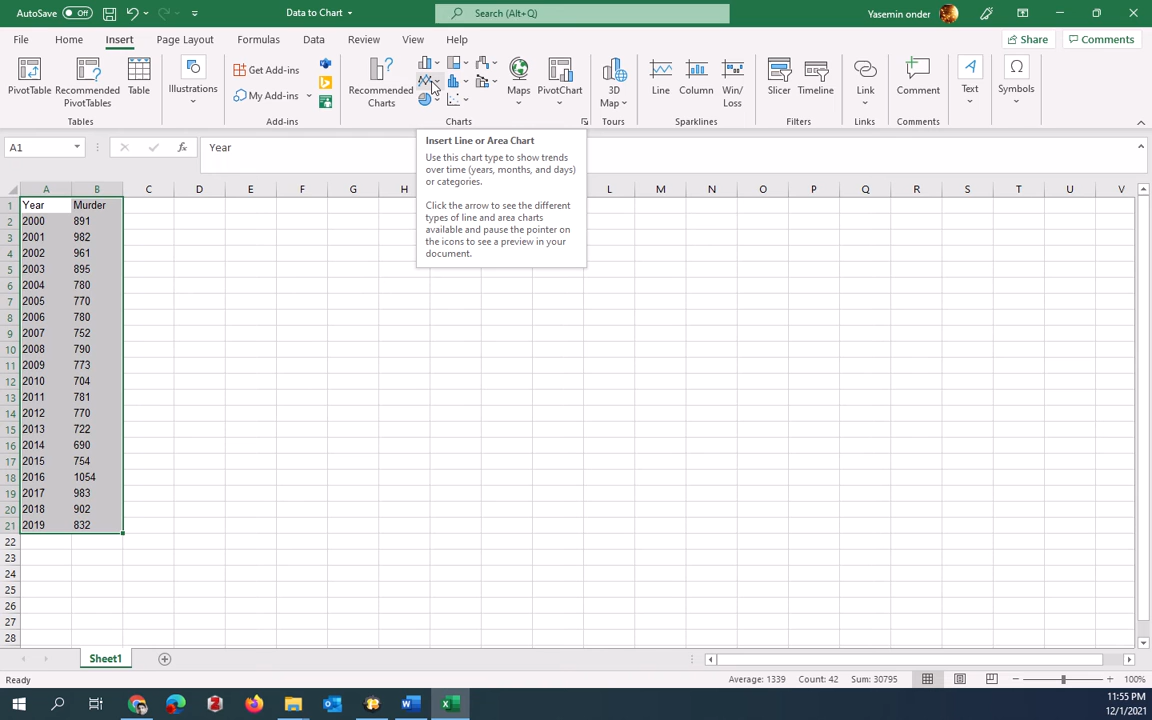 AutoSave Off Data to Chart Search (Alt+Q) Yasemin onder
File Home Insert Page Layout Formulas Data Review View Help Share Comments
PivotTable Recommended PivotTables Table Illustrations Get Add-ins My Add-ins Recommended Charts Maps PivotChart 3D Map Line Column Win/Loss Slicer Timeline Link Comment Text Symbols
Tables Add-ins Charts Tours Sparklines Filters Links Comments
A1 fx Year
Insert Line or Area Chart
Use this chart type to show trends
over time (years, months, and days)
or categories.
Click the arrow to see the different
types of line and area charts
available and pause the pointer on
the icons to see a preview in your
document.
A B C D E F G H L M N O P Q R S T U V
1 Year Murder
2 2000 891
3 2001 982
4 2002 961
5 2003 895
6 2004 780
7 2005 770
8 2006 780
9 2007 752
10 2008 790
11 2009 773
12 2010 704
13 2011 781
14 2012 770
15 2013 722
16 2014 690
17 2015 754
18 2016 1054
19 2017 983
20 2018 902
21 2019 832
22
23
24
25
26
27
28
Sheet1
Ready Average: 1339 Count: 42 Sum: 30795 100%
11:55 PM
12/1/2021